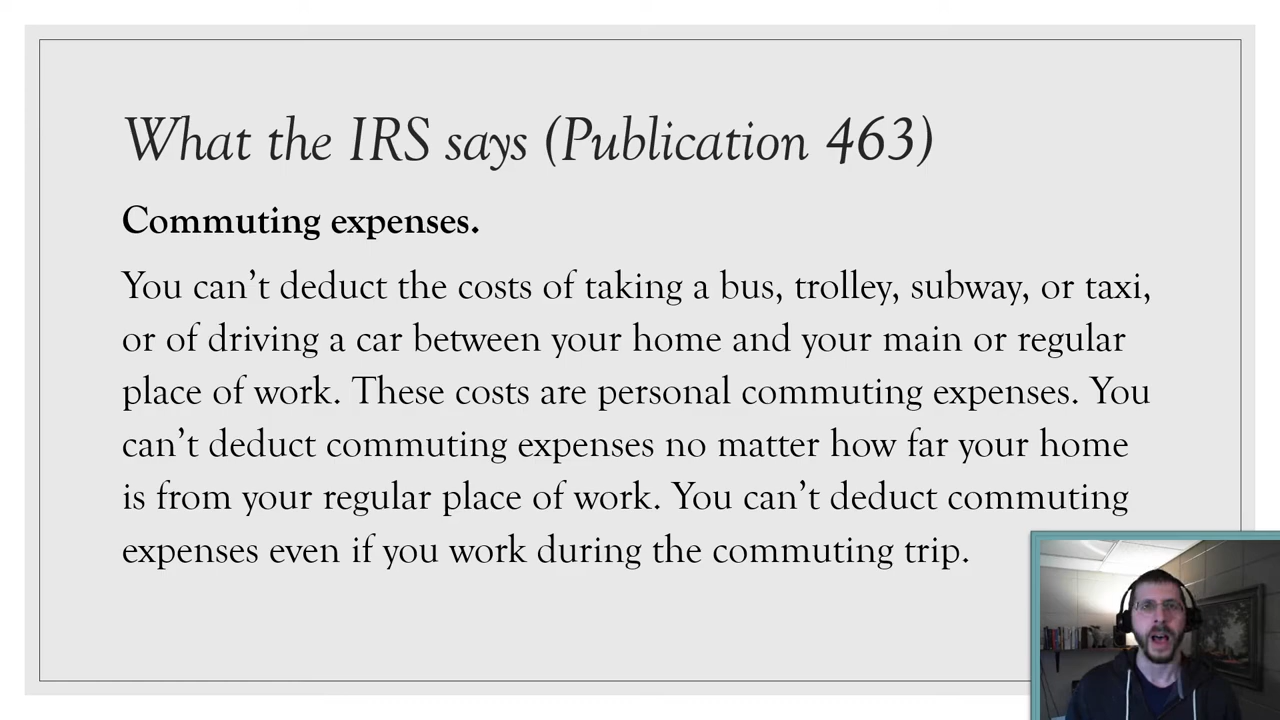 What the IRS says (Publication 463)
Commuting expenses.
You can’t deduct the costs of taking a bus, trolley, subway, or taxi,
or of driving a car between your home and your main or regular
place of work. These costs are personal commuting expenses. You
can’t deduct commuting expenses no matter how far your home
is from your regular place of work. You can’t deduct commuting
expenses even if you work during the commuting trip.